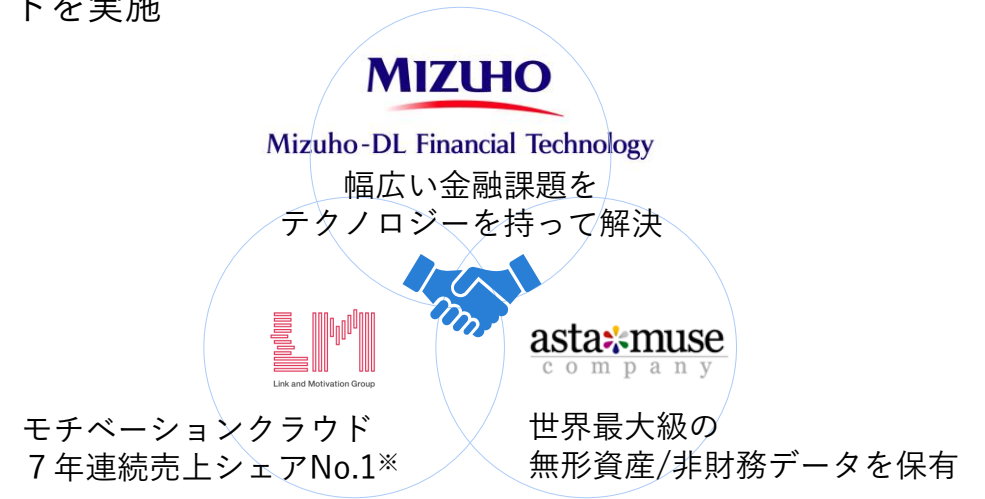 トを実施
MIZUHO
Mizuho-DL Financial Technology
幅広い金融課題を
テクノロジーを持って解決
LM
Link and Motivation Group
asta*muse
company
モチベーションクラウド
７年連続売上シェアNo.1※
世界最大級の
無形資産/非財務データを保有